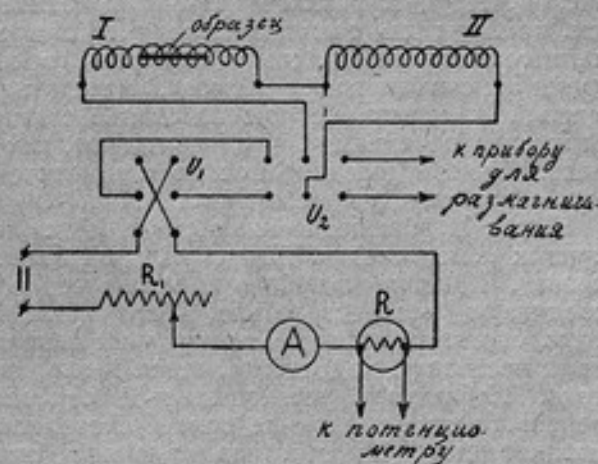 I
образец
II
U₁
U₂
к прибору
для
размагничи-
вания
R₁
R
A
к потенцио-
метру